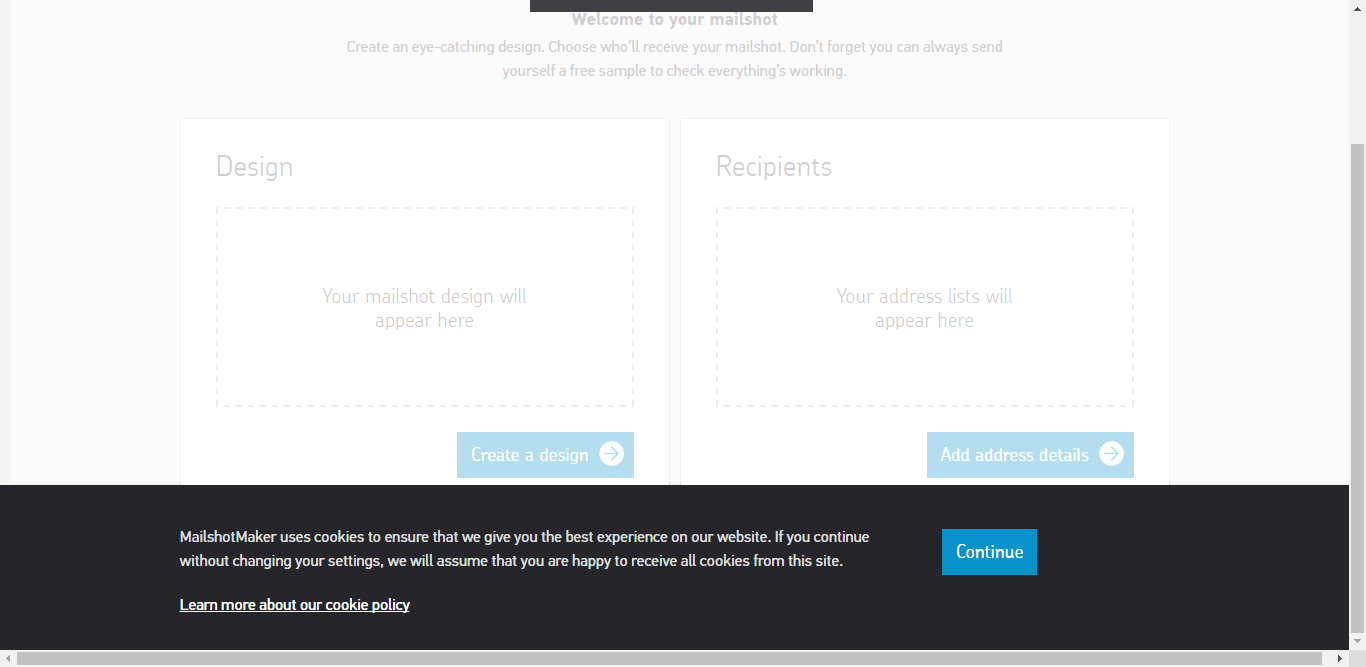 Welcome to your mailshot
Create an eye-catching design. Choose who'll receive your mailshot. Don't forget you can always send
yourself a free sample to check everything's working.
Design
Your mailshot design will
appear here
Create a design
Recipients
Your address lists will
appear here
Add address details
MailshotMaker uses cookies to ensure that we give you the best experience on our website. If you continue
without changing your settings, we will assume that you are happy to receive all cookies from this site.
Continue
Learn more about our cookie policy